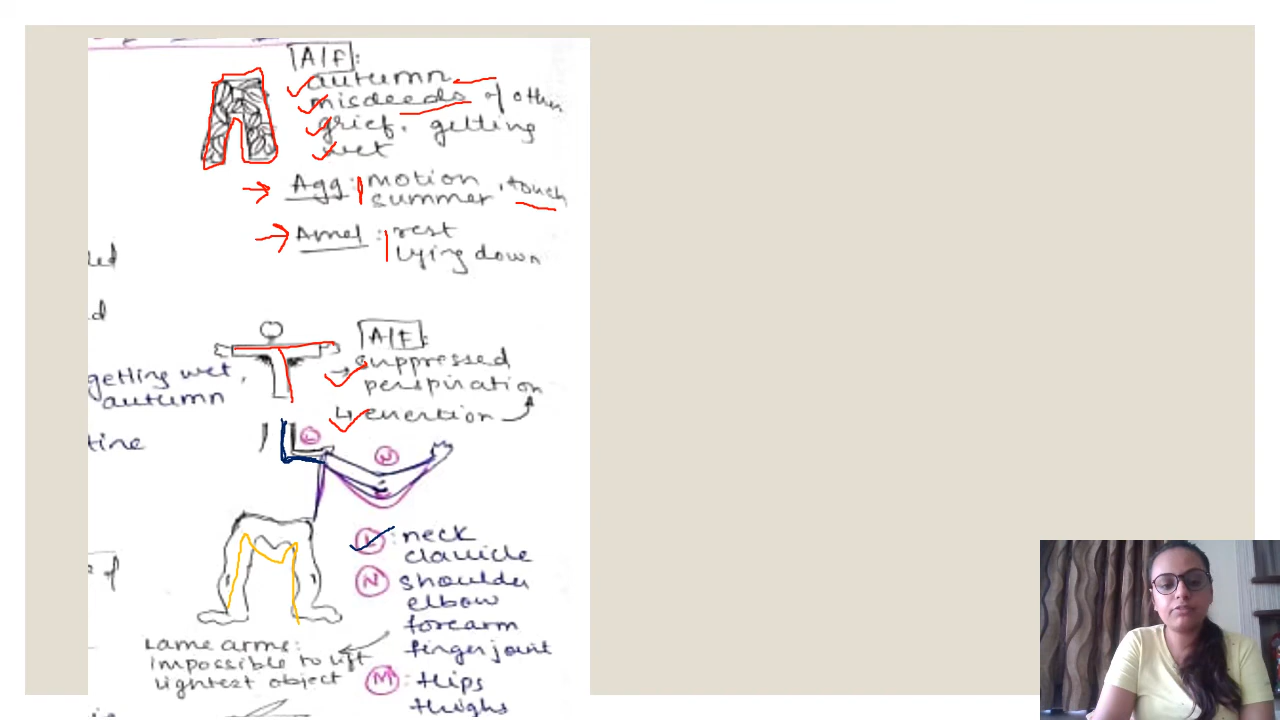 A/F:
autumn
misdeeds of other
grief, getting
wet
Agg: motion, touch
summer
Amel: rest
lying down
A/F:
suppressed
perspiration
exertion
getting wet,
autumn
tine
L
N
L: neck
clavicle
N shoulder
elbow
forearm
finger joint
M: hips
thighs
Lame arms:
impossible to lift
lightest object